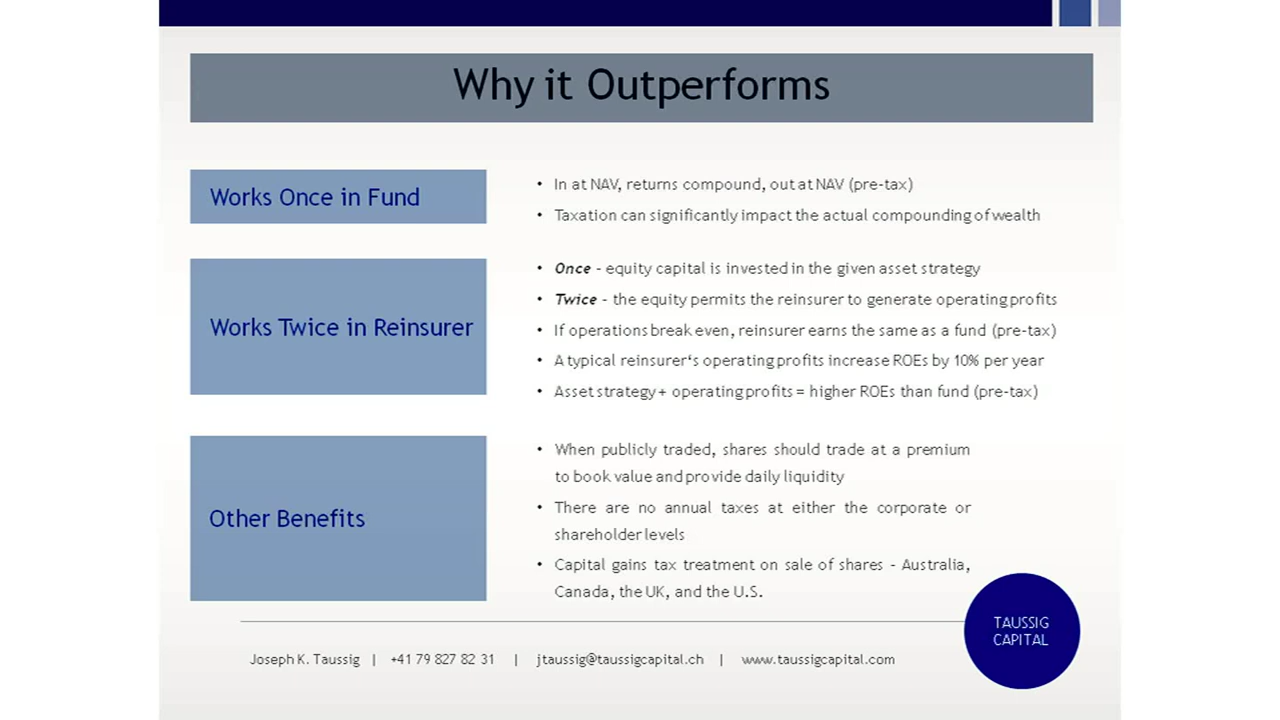 Why it Outperforms
Works Once in Fund
• In at NAV, returns compound, out at NAV (pre-tax)
• Taxation can significantly impact the actual compounding of wealth
Works Twice in Reinsurer
• Once - equity capital is invested in the given asset strategy
• Twice - the equity permits the reinsurer to generate operating profits
• If operations break even, reinsurer earns the same as a fund (pre-tax)
• A typical reinsurer's operating profits increase ROEs by 10% per year
• Asset strategy + operating profits = higher ROEs than fund (pre-tax)
Other Benefits
• When publicly traded, shares should trade at a premium
to book value and provide daily liquidity
• There are no annual taxes at either the corporate or
shareholder levels
• Capital gains tax treatment on sale of shares - Australia,
Canada, the UK, and the U.S.
TAUSSIG
CAPITAL
Joseph K. Taussig | +41 79 827 82 31 | jtaussig@taussigcapital.ch | www.taussigcapital.com